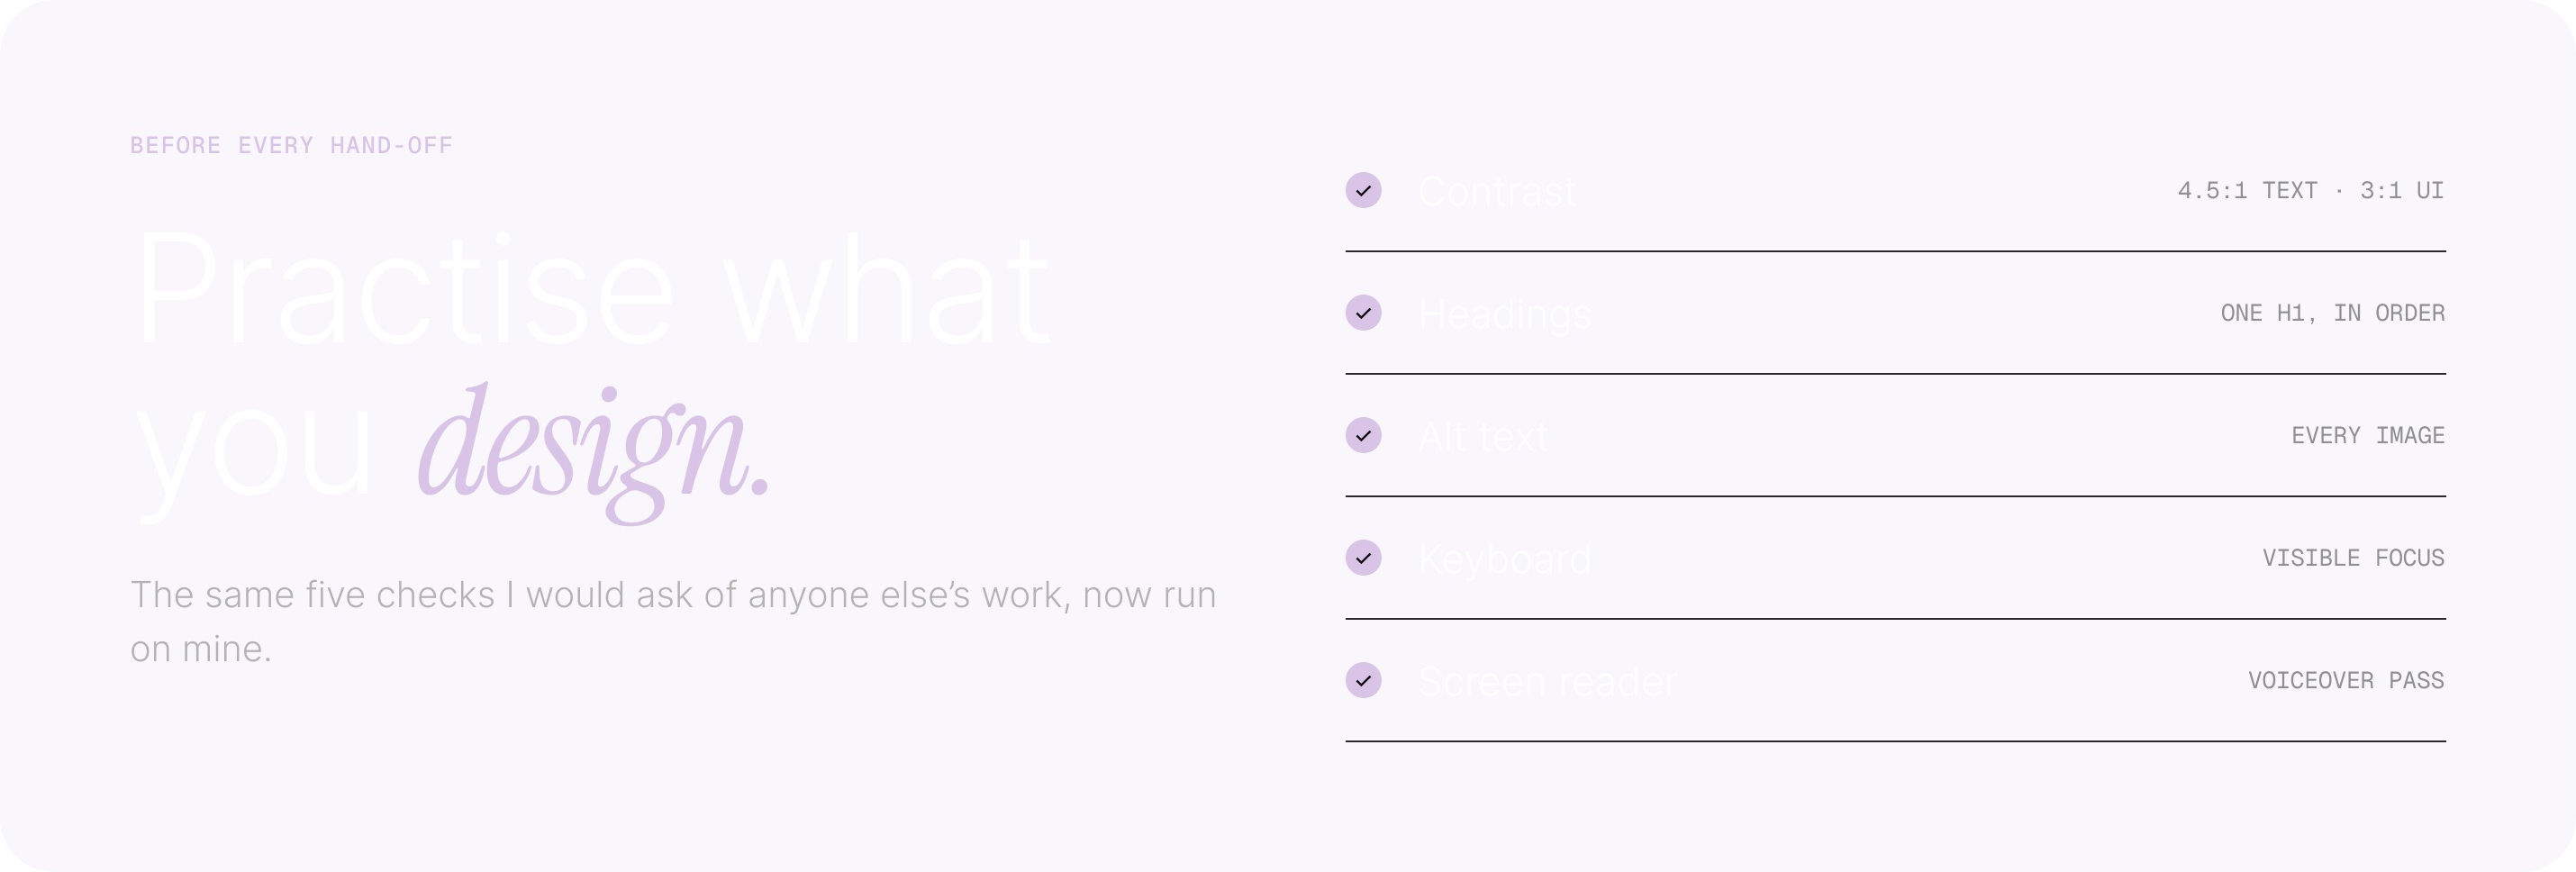 BEFORE EVERY HAND-OFF
Practise what
you design.
The same five checks I would ask of anyone else’s work, now run
on mine.
Contrast 4.5:1 TEXT · 3:1 UI
Headings ONE H1, IN ORDER
Alt text EVERY IMAGE
Keyboard VISIBLE FOCUS
Screen reader VOICEOVER PASS